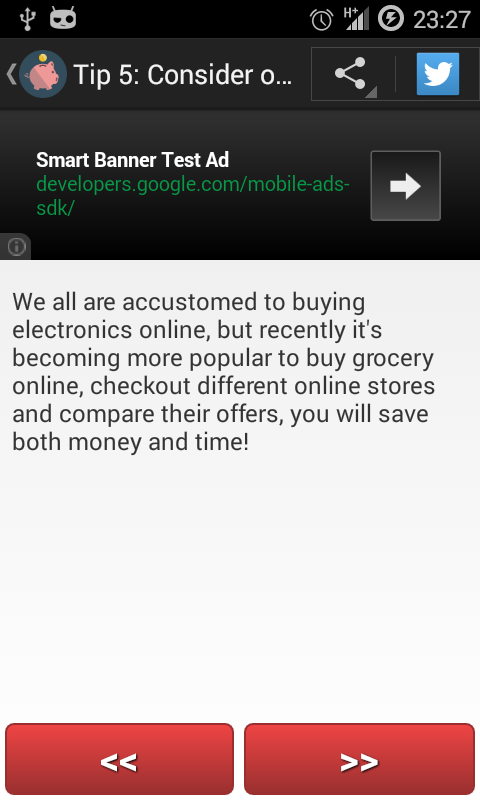 H+ 23:27
Tip 5: Consider o...
Smart Banner Test Ad
developers.google.com/mobile-ads-
sdk/
We all are accustomed to buying
electronics online, but recently it's
becoming more popular to buy grocery
online, checkout different online stores
and compare their offers, you will save
both money and time!
<< >>